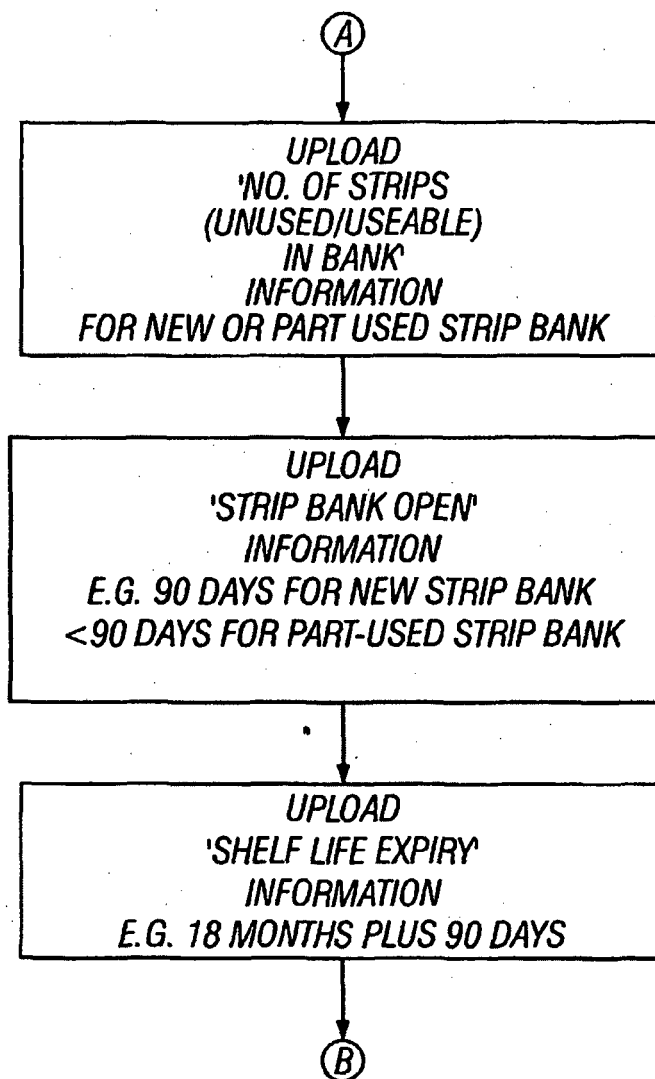 A
UPLOAD
'NO. OF STRIPS
(UNUSED/USEABLE)
IN BANK'
INFORMATION
FOR NEW OR PART USED STRIP BANK
UPLOAD
'STRIP BANK OPEN'
INFORMATION
E.G. 90 DAYS FOR NEW STRIP BANK
<90 DAYS FOR PART-USED STRIP BANK
UPLOAD
'SHELF LIFE EXPIRY'
INFORMATION
E.G. 18 MONTHS PLUS 90 DAYS
B